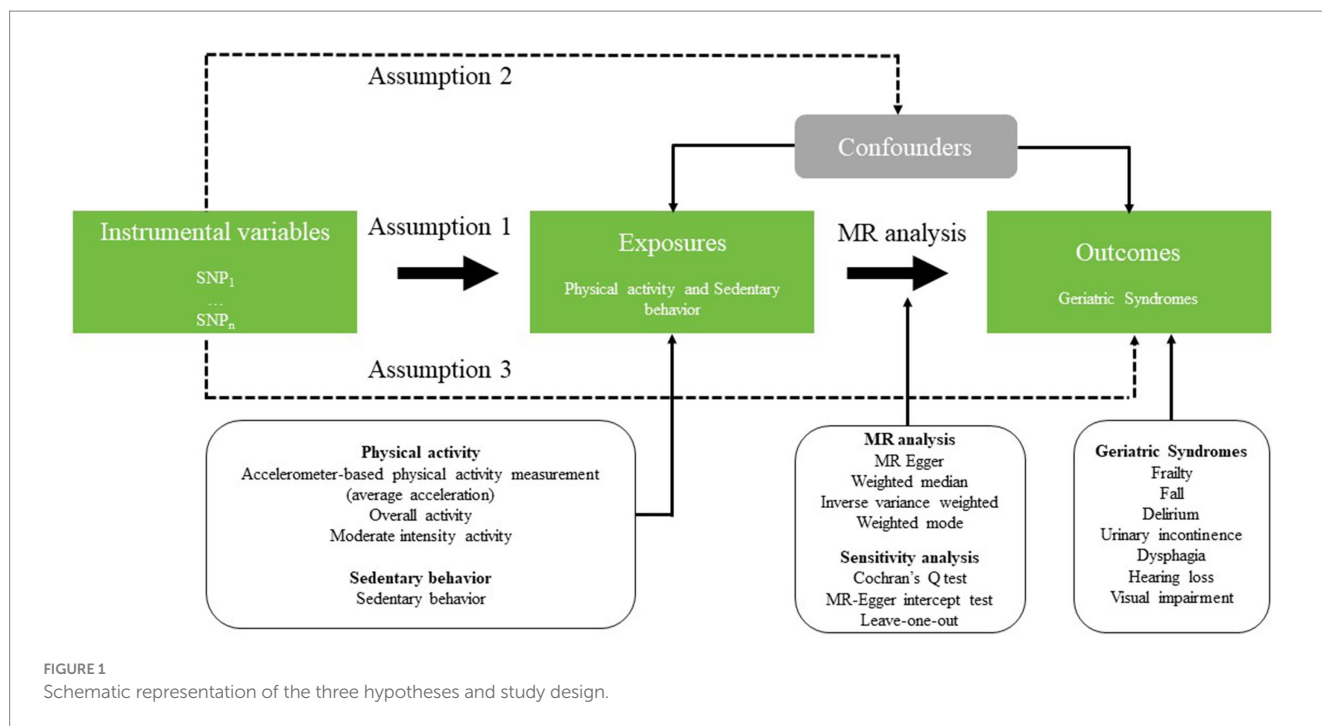 Assumption 2
Confounders
Instrumental variables
SNP₁
...
SNPₙ
Assumption 1
Exposures
Physical activity and Sedentary
behavior
MR analysis
Outcomes
Geriatric Syndromes
Assumption 3
Physical activity
Accelerometer-based physical activity measurement
(average acceleration)
Overall activity
Moderate intensity activity
Sedentary behavior
Sedentary behavior
MR analysis
MR Egger
Weighted median
Inverse variance weighted
Weighted mode
Sensitivity analysis
Cochran's Q test
MR-Egger intercept test
Leave-one-out
Geriatric Syndromes
Frailty
Fall
Delirium
Urinary incontinence
Dysphagia
Hearing loss
Visual impairment
FIGURE 1
Schematic representation of the three hypotheses and study design.